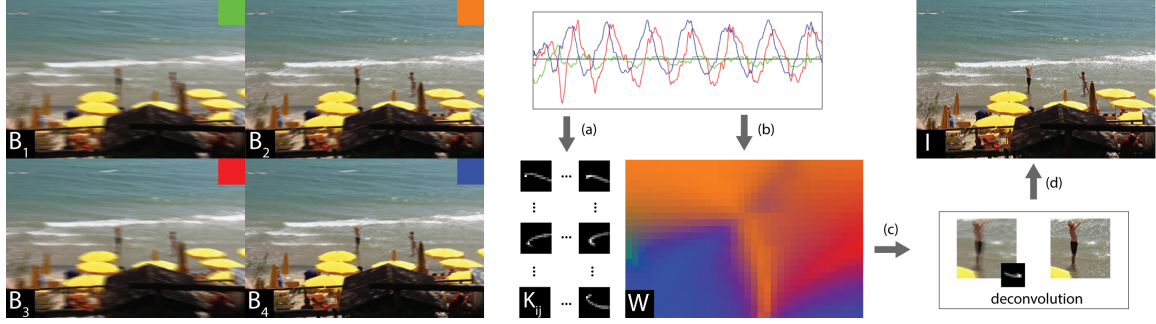 B1
B2
B3
B4
(a)
(b)
... 
...
Kij
W
(c)
deconvolution
(d)
I